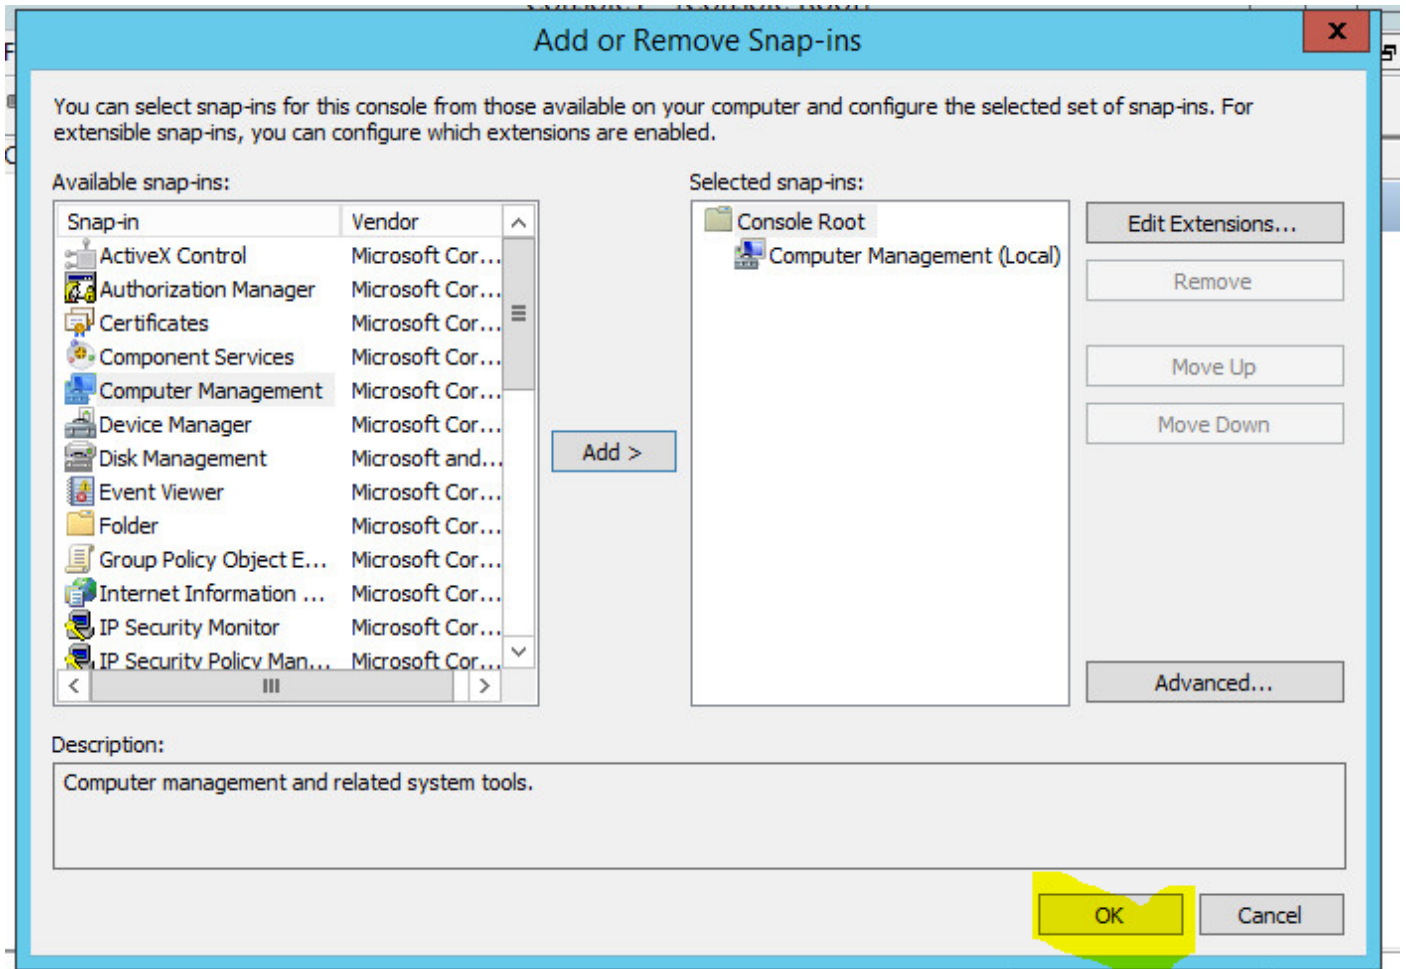 Add or Remove Snap-ins
x
You can select snap-ins for this console from those available on your computer and configure the selected set of snap-ins. For
extensible snap-ins, you can configure which extensions are enabled.
Available snap-ins:
Snap-in Vendor
ActiveX Control Microsoft Cor...
Authorization Manager Microsoft Cor...
Certificates Microsoft Cor...
Component Services Microsoft Cor...
Computer Management Microsoft Cor...
Device Manager Microsoft Cor...
Disk Management Microsoft and...
Event Viewer Microsoft Cor...
Folder Microsoft Cor...
Group Policy Object E... Microsoft Cor...
Internet Information ... Microsoft Cor...
IP Security Monitor Microsoft Cor...
IP Security Policy Man... Microsoft Cor...
Add >
Selected snap-ins:
Console Root
Computer Management (Local)
Edit Extensions...
Remove
Move Up
Move Down
Advanced...
Description:
Computer management and related system tools.
OK
Cancel